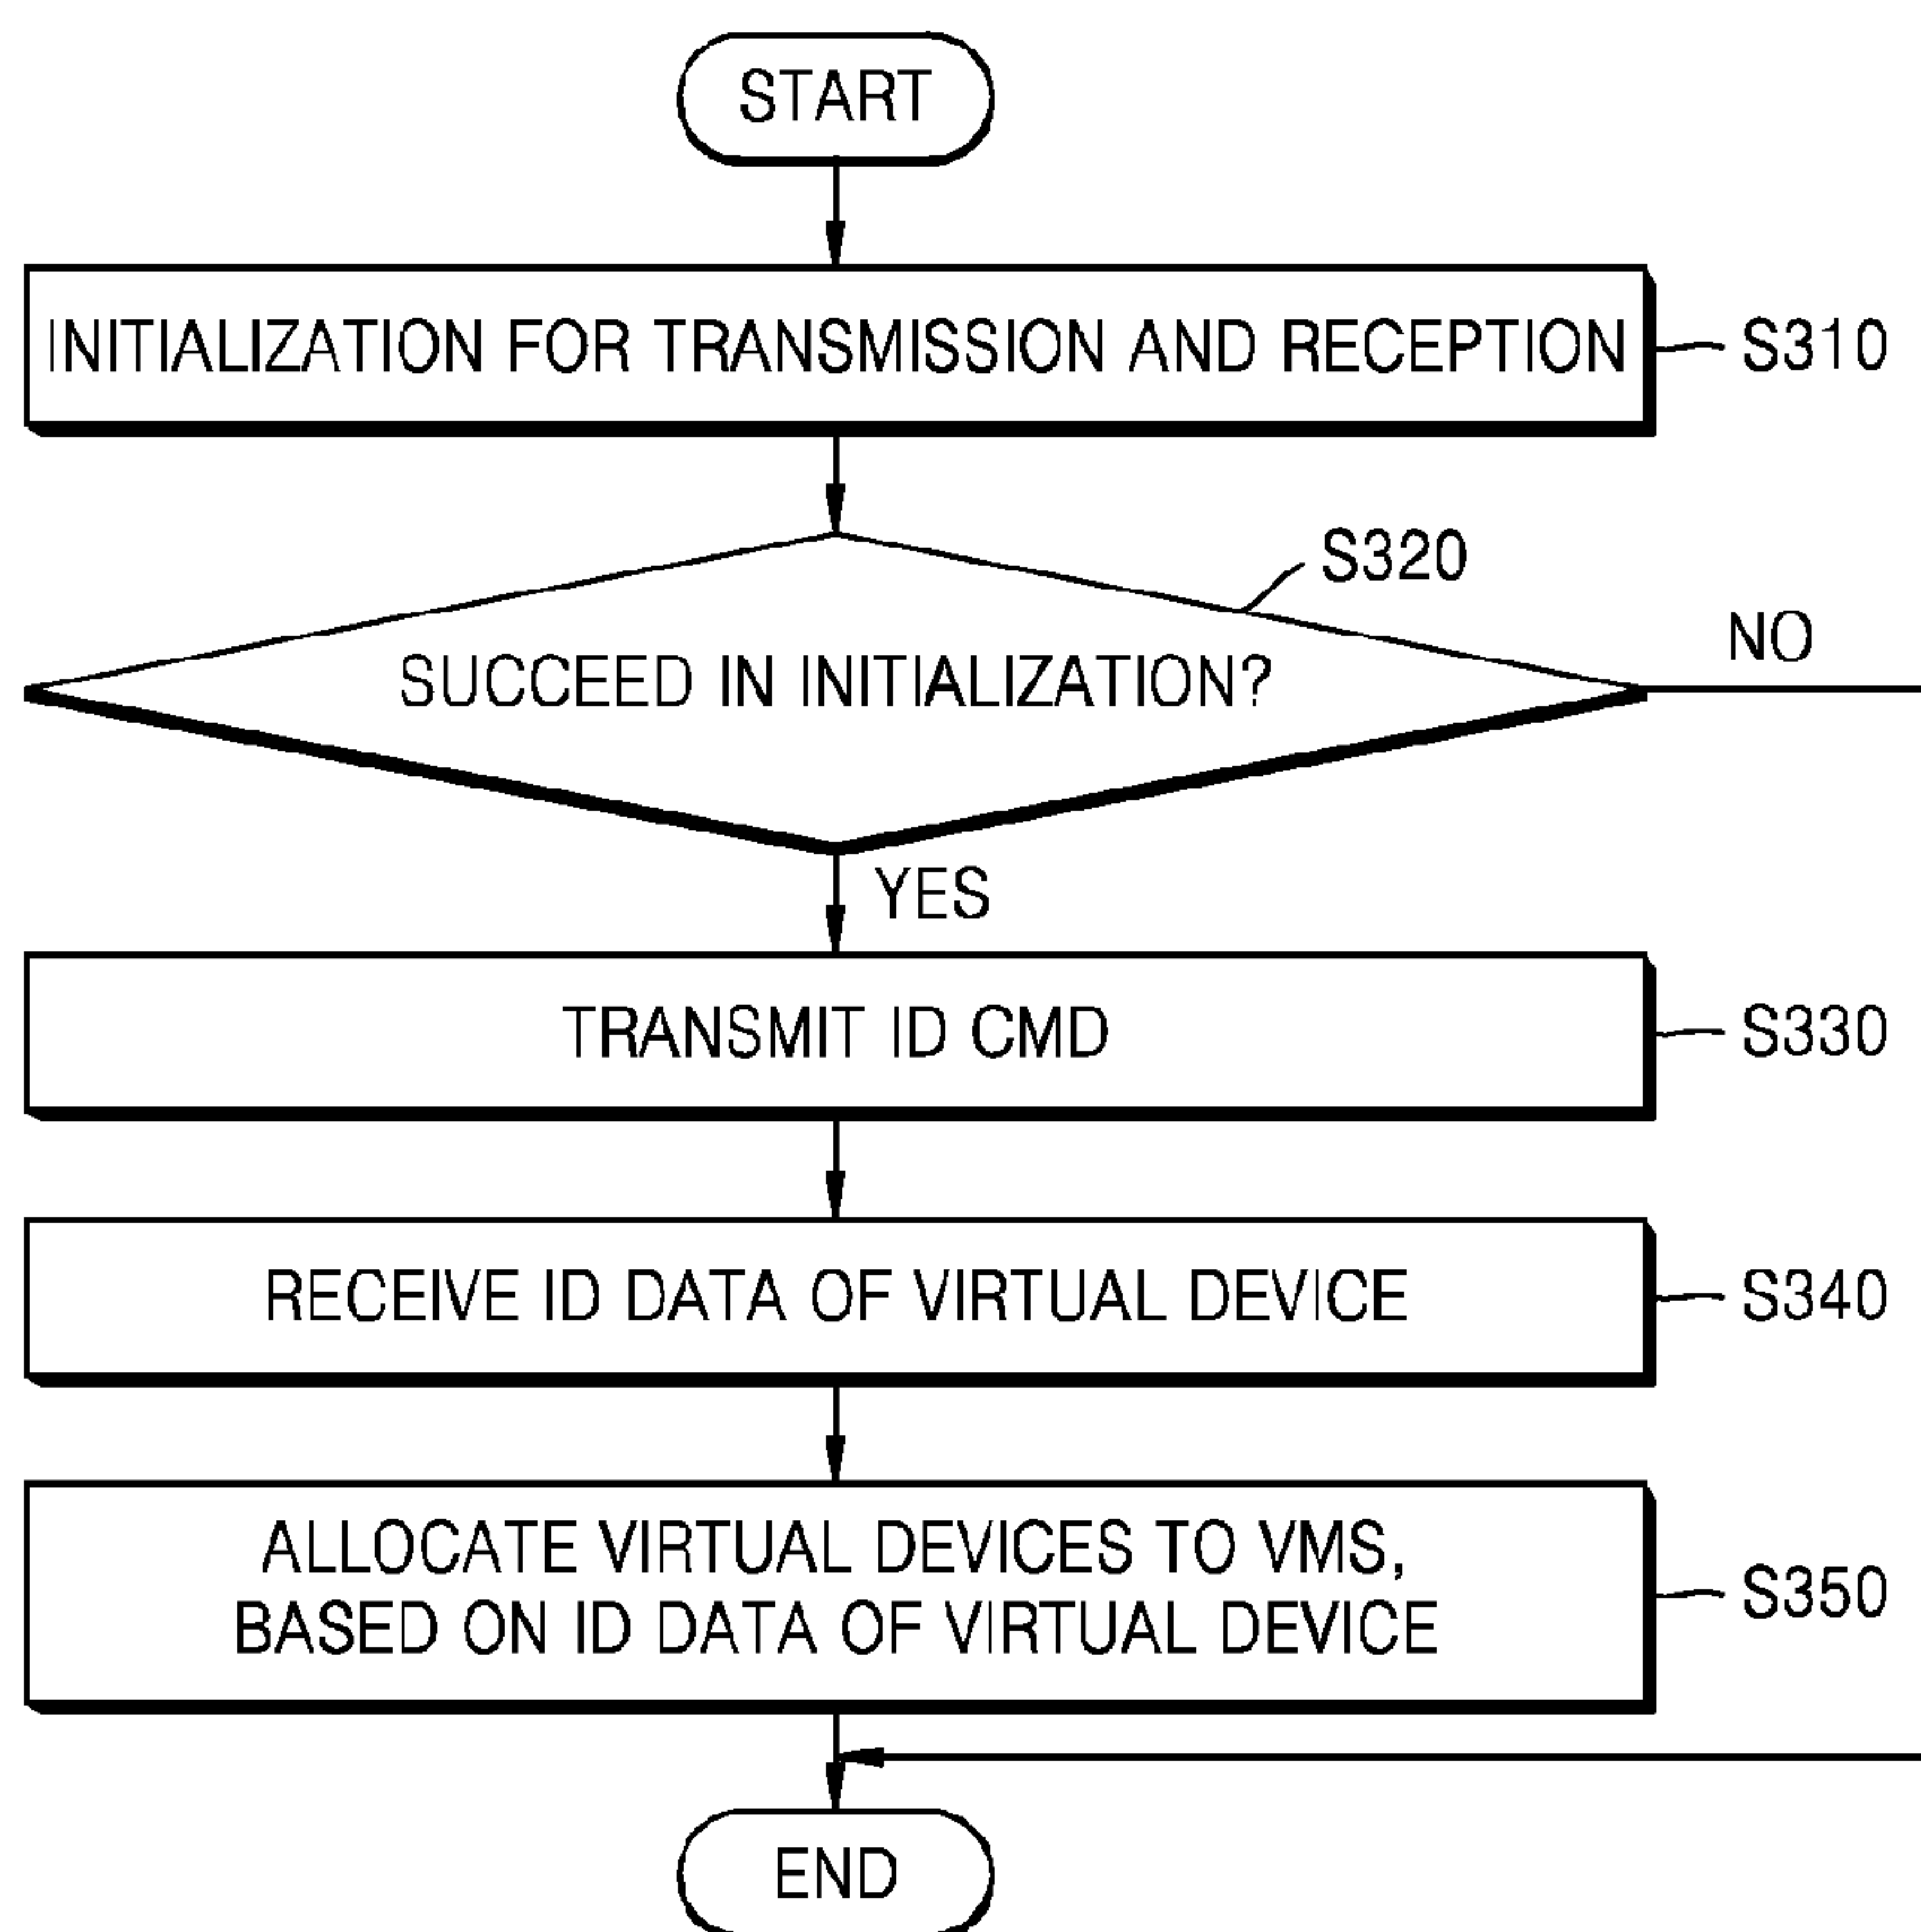 START
INITIALIZATION FOR TRANSMISSION AND RECEPTION
S310
S320
SUCCEED IN INITIALIZATION?
NO
YES
TRANSMIT ID CMD
S330
RECEIVE ID DATA OF VIRTUAL DEVICE
S340
ALLOCATE VIRTUAL DEVICES TO VMS,
BASED ON ID DATA OF VIRTUAL DEVICE
S350
END